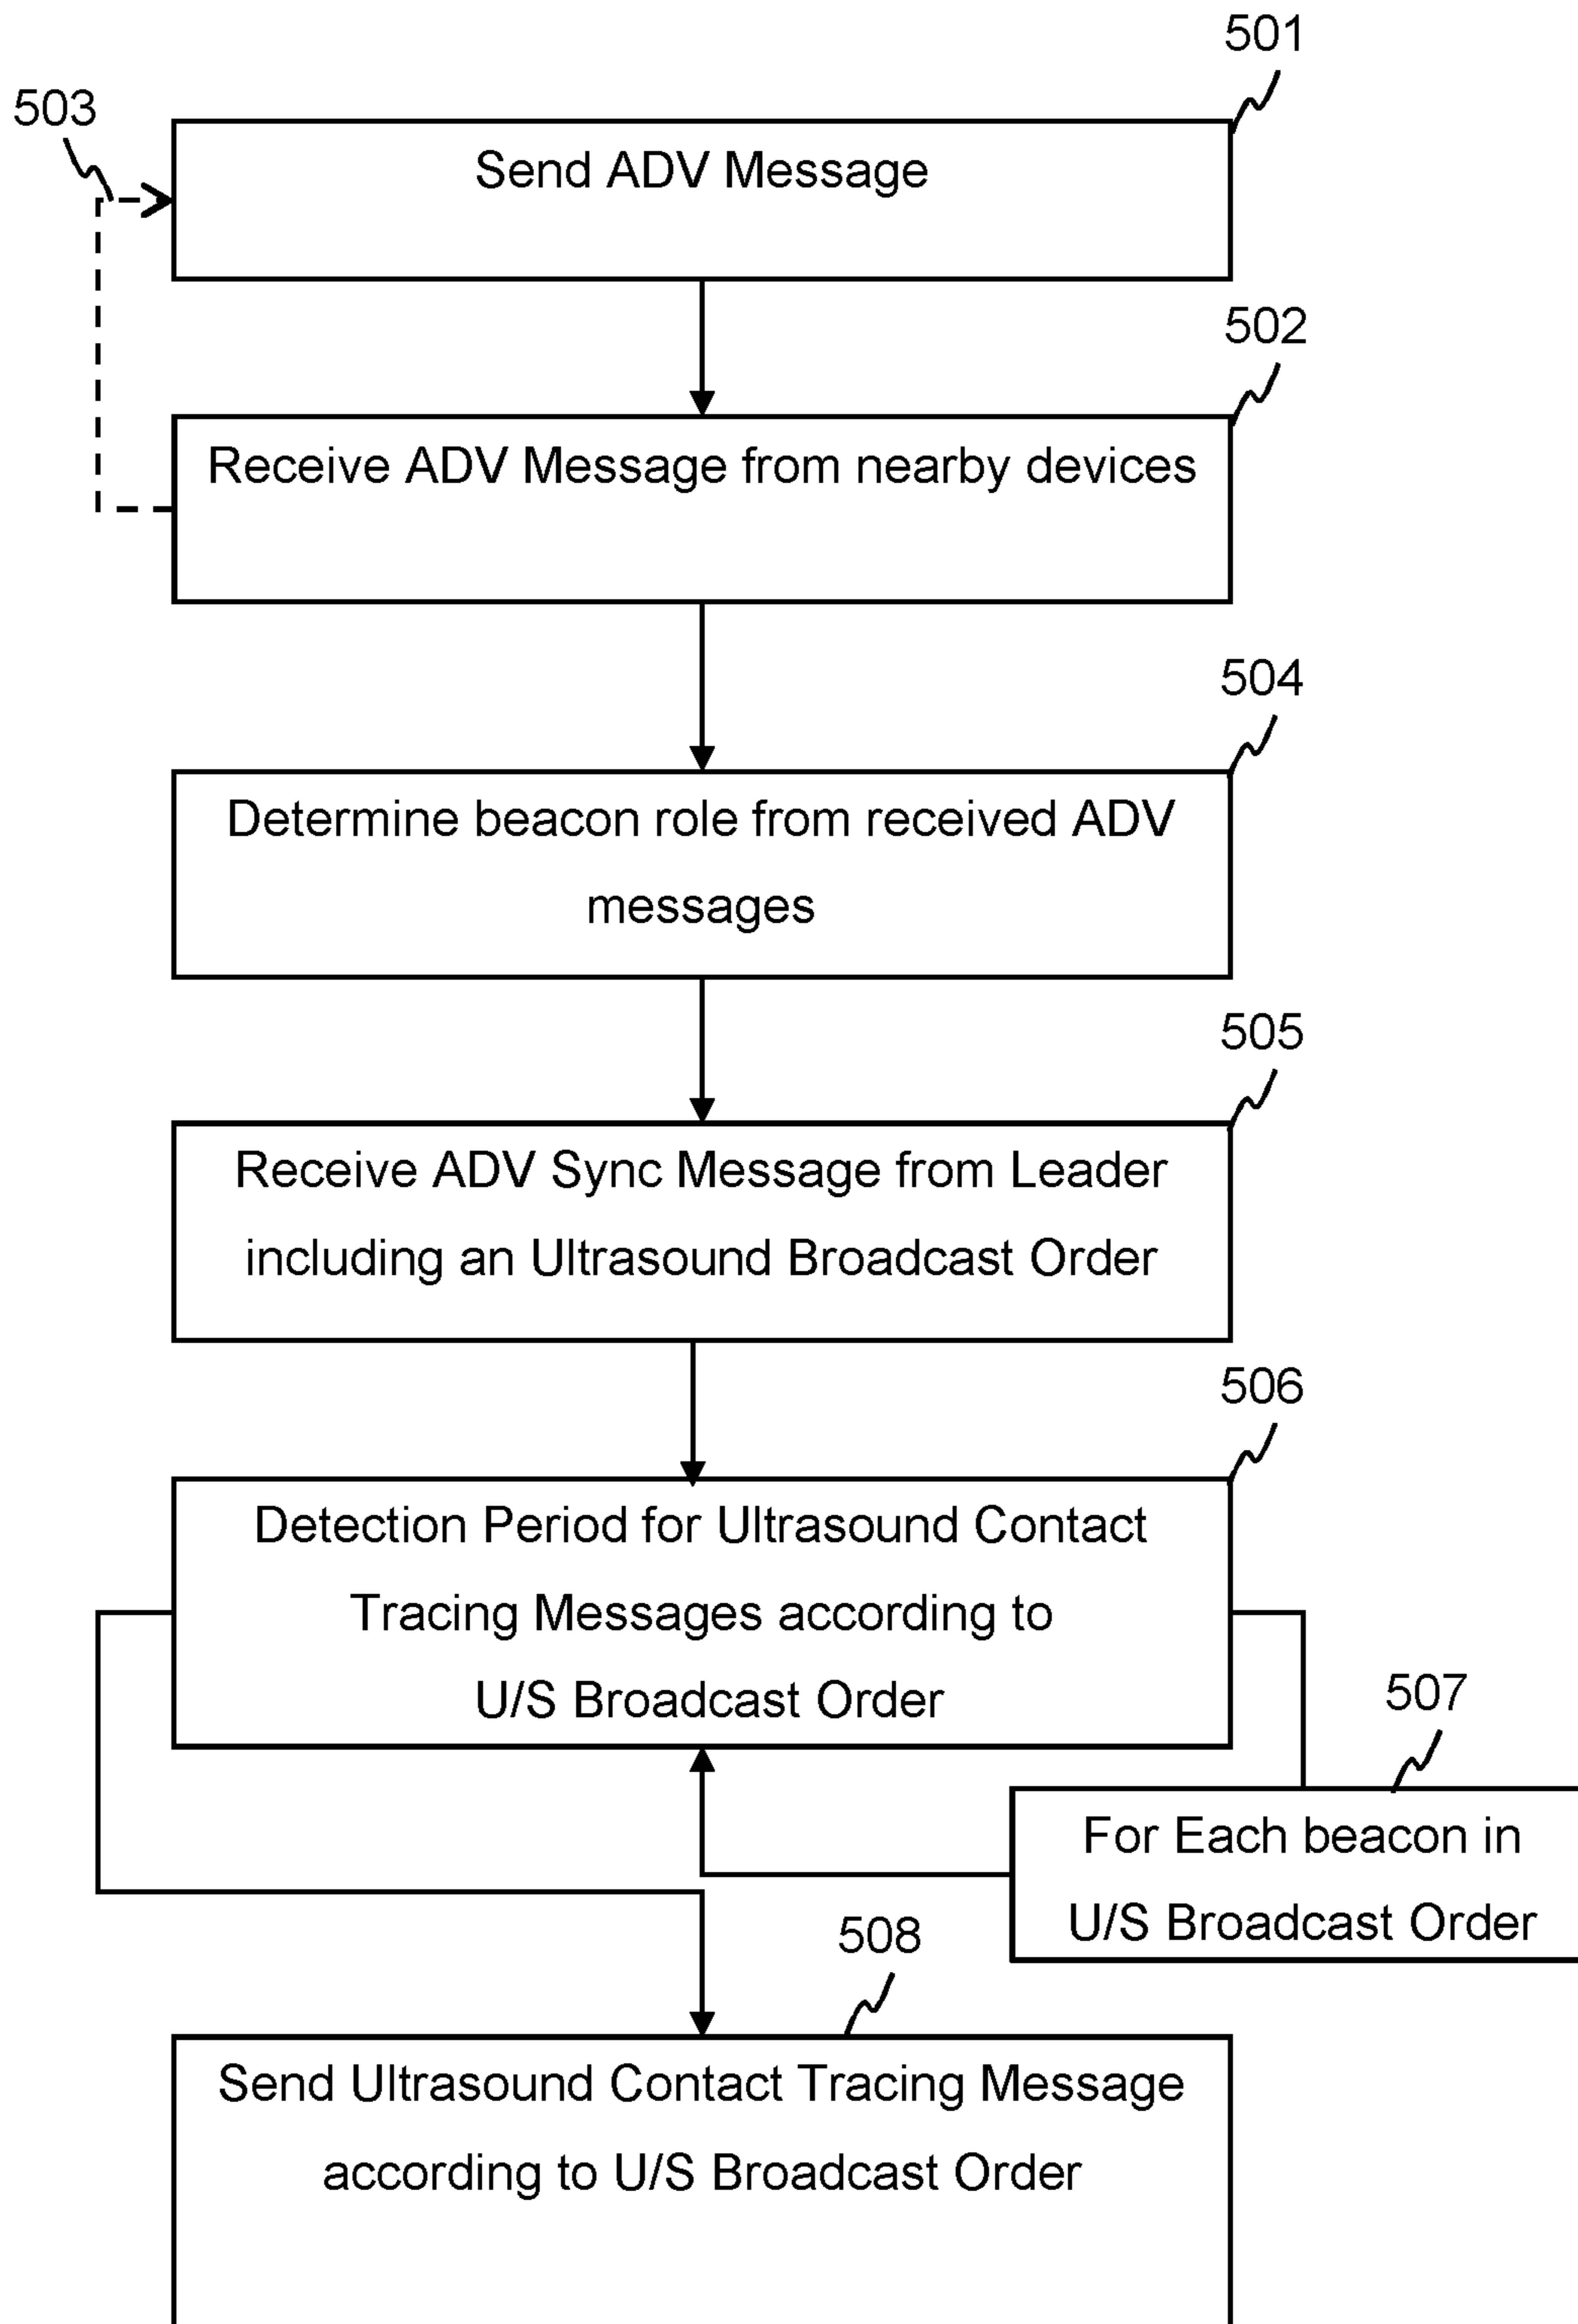 501
503
Send ADV Message
502
Receive ADV Message from nearby devices
504
Determine beacon role from received ADV
messages
505
Receive ADV Sync Message from Leader
including an Ultrasound Broadcast Order
506
Detection Period for Ultrasound Contact
Tracing Messages according to
U/S Broadcast Order
507
For Each beacon in
U/S Broadcast Order
508
Send Ultrasound Contact Tracing Message
according to U/S Broadcast Order